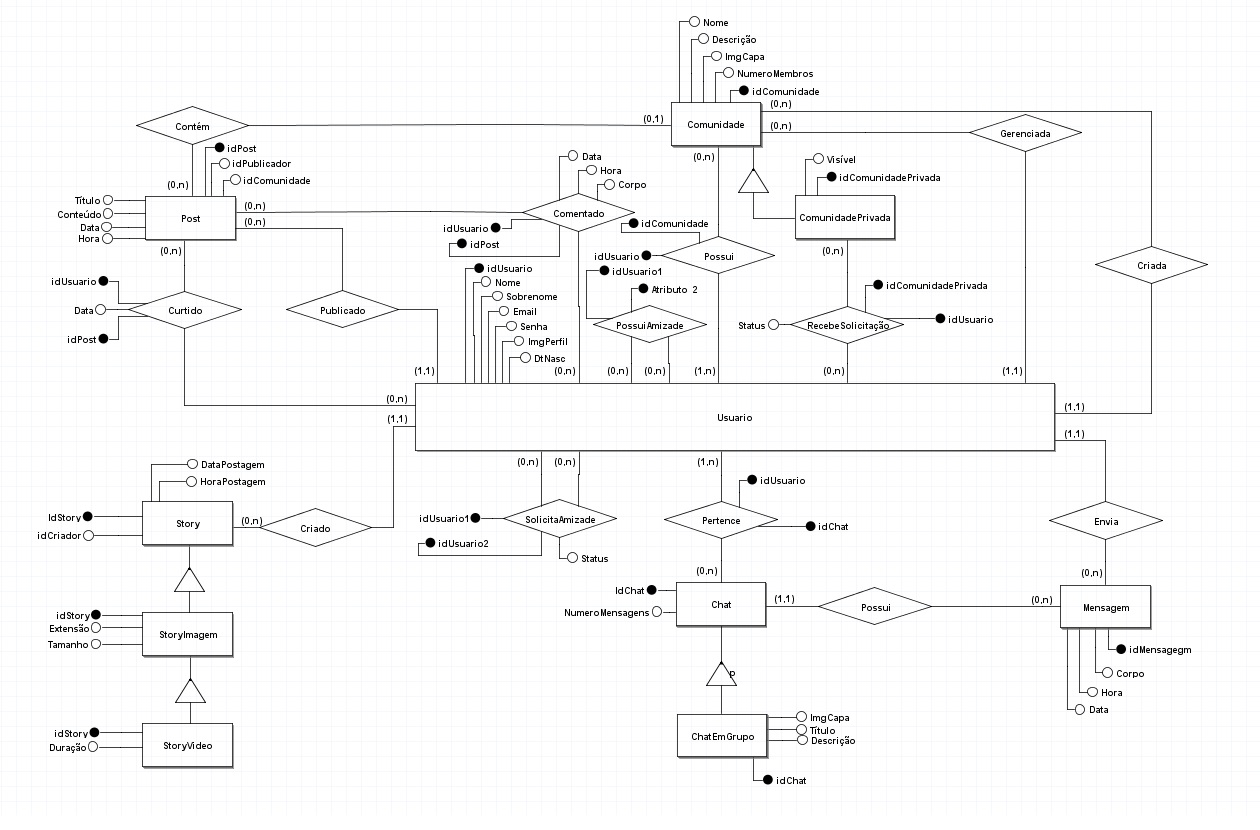 Nome
Descrição
ImgCapa
NumeroMembros
idComunidade
Comunidade
(0,n)
(0,1)
(0,n)
(0,n)
Contém
(0,n)
Gerenciada
idPost
idPublicador
idComunidade
Título
Conteúdo
Data
Hora
Post
(0,n)
(0,n)
(0,n)
Data
Hora
Corpo
Comentado
idUsuario
idPost
Visível
idComunidadePrivada
ComunidadePrivada
(0,n)
idComunidade
idUsuario
Possui
Criada
idUsuario
Data
idPost
Curtido
Publicado
idUsuario
Nome
Sobrenome
Email
Senha
ImgPerfil
DtNasc
idUsuario1
Atributo 2
PossuiAmizade
idComunidadePrivada
idUsuario
Status
RecebeSolicitação
(1,1)
(0,n)
(0,n)
(0,n)
(1,n)
(0,n)
(1,1)
(0,n)
(1,1)
Usuario
(1,1)
(1,1)
(0,n)
(0,n)
(1,n)
DataPostagem
HoraPostagem
IdStory
idCriador
Story
(0,n)
Criado
idUsuario1
idUsuario2
SolicitaAmizade
Status
idUsuario
Pertence
idChat
Envia
(0,n)
(0,n)
IdChat
NumeroMensagens
Chat
(1,1)
Possui
(0,n)
Mensagem
idStory
Extensão
Tamanho
StoryImagem
idMensagegm
Corpo
Hora
Data
p
idStory
Duração
StoryVideo
ChatEmGrupo
ImgCapa
Título
Descrição
idChat